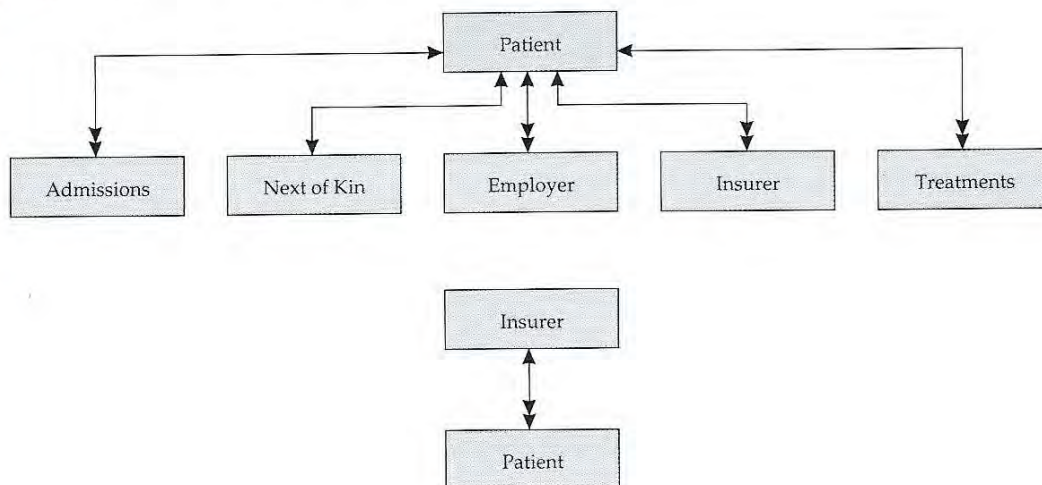 Patient
Admissions
Next of Kin
Employer
Insurer
Treatments
Insurer
Patient